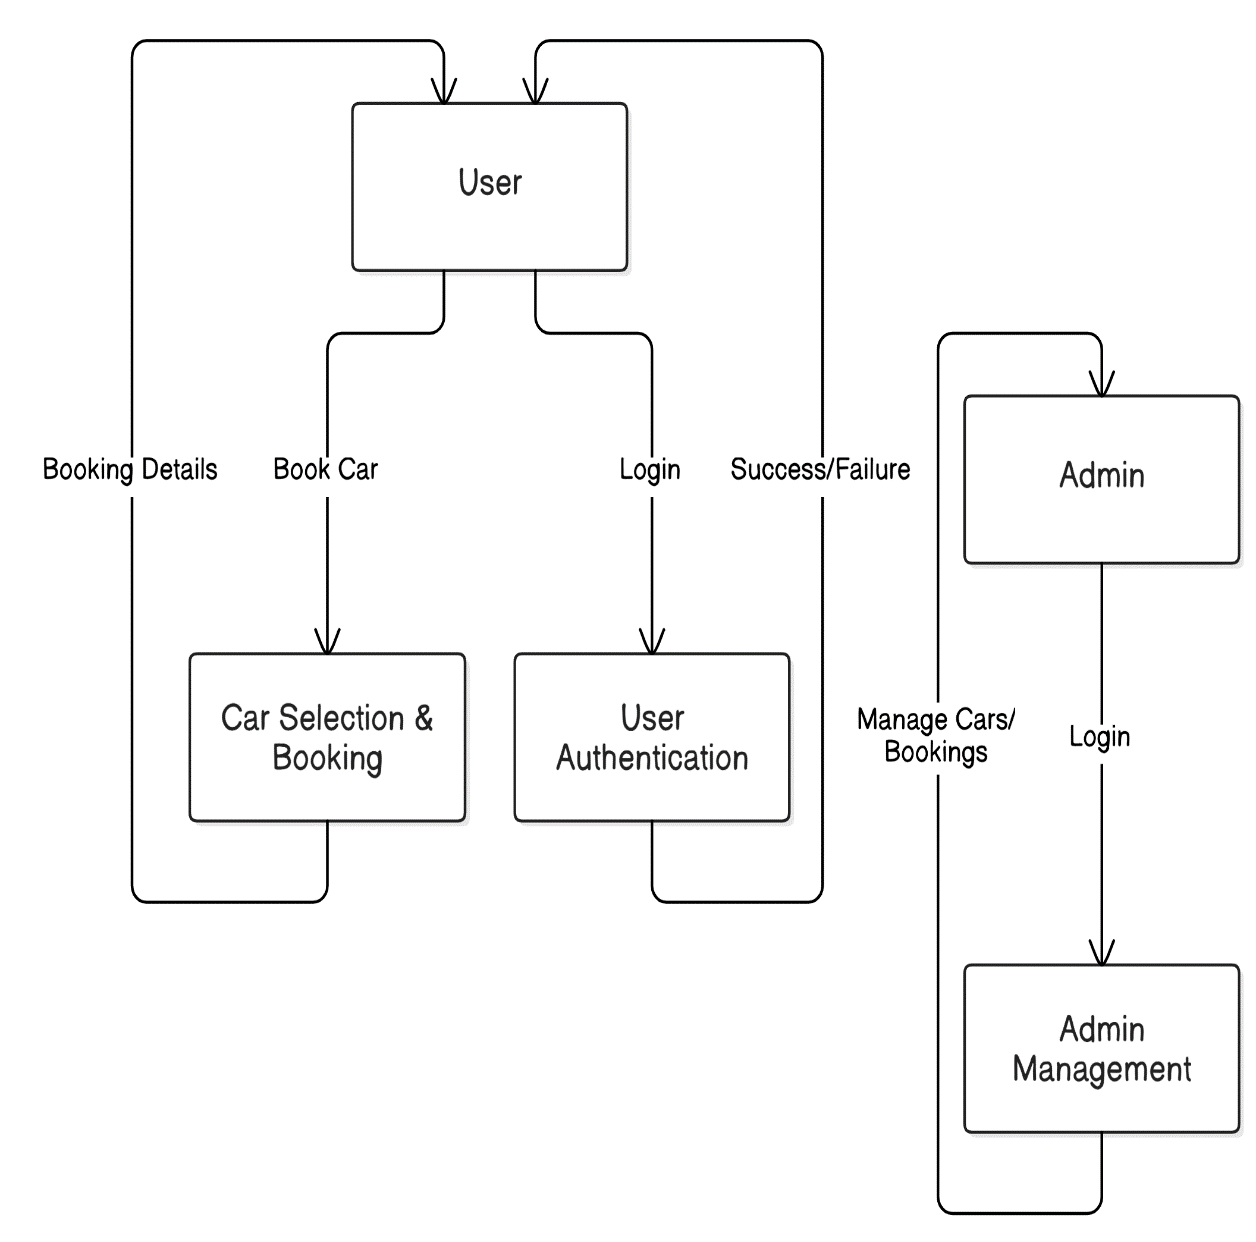 User
Booking Details
Book Car
Login
Success/Failure
Admin
Car Selection &
Booking
User
Authentication
Manage Cars/
Bookings
Login
Admin
Management